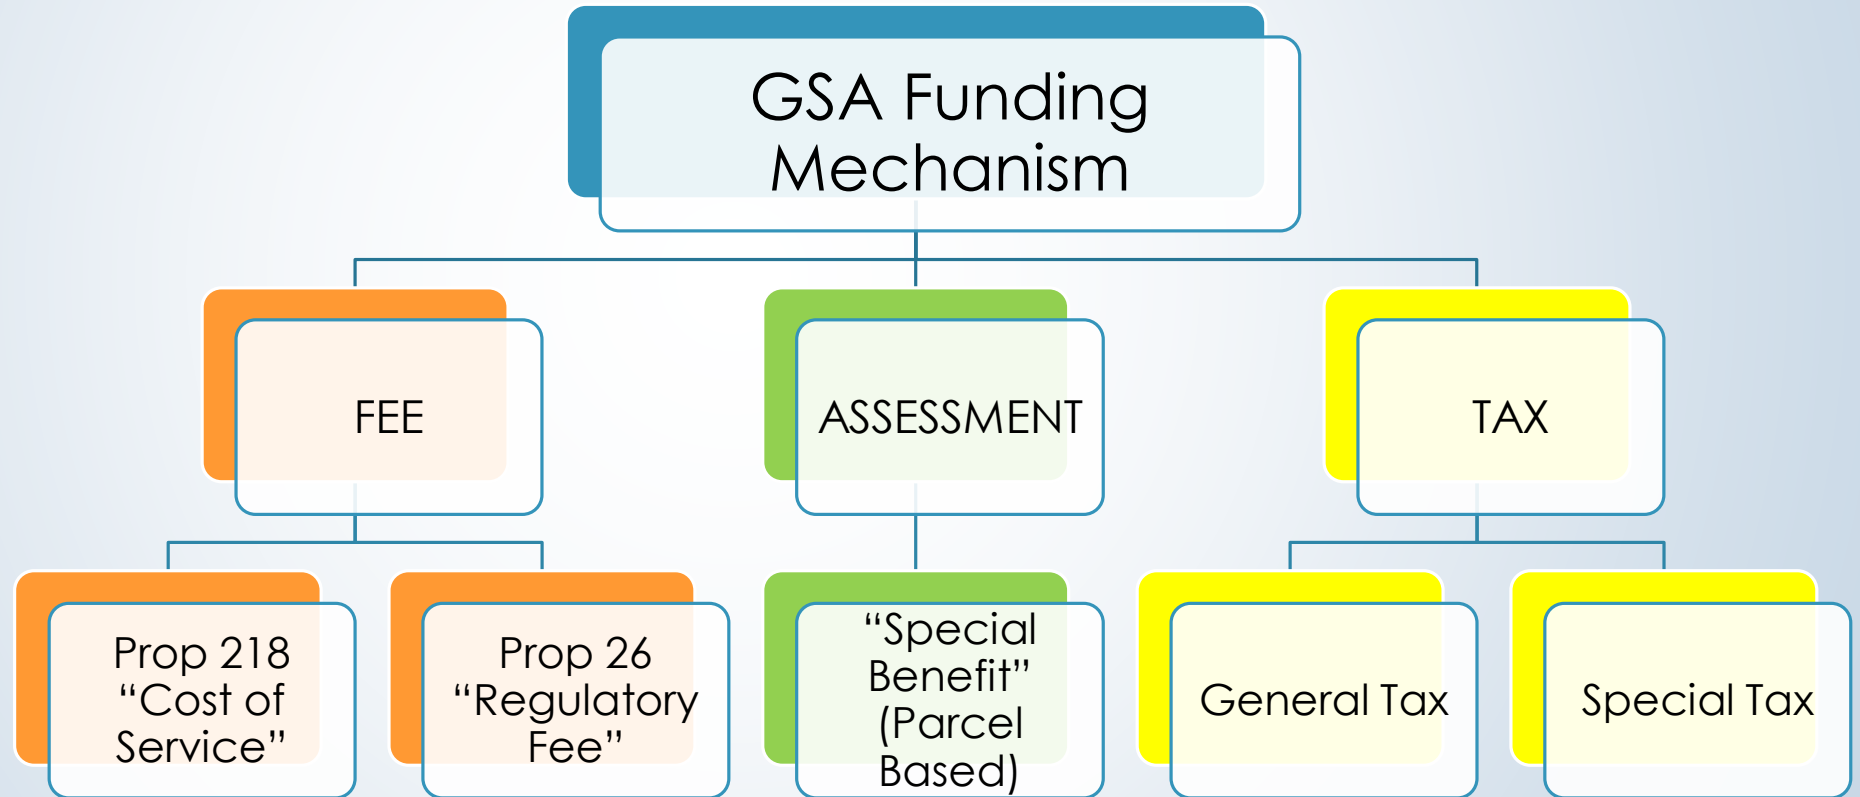 GSA Funding
Mechanism
FEE
ASSESSMENT
TAX
Prop 218
“Cost of
Service”
Prop 26
“Regulatory
Fee”
“Special
Benefit”
(Parcel
Based)
General Tax
Special Tax